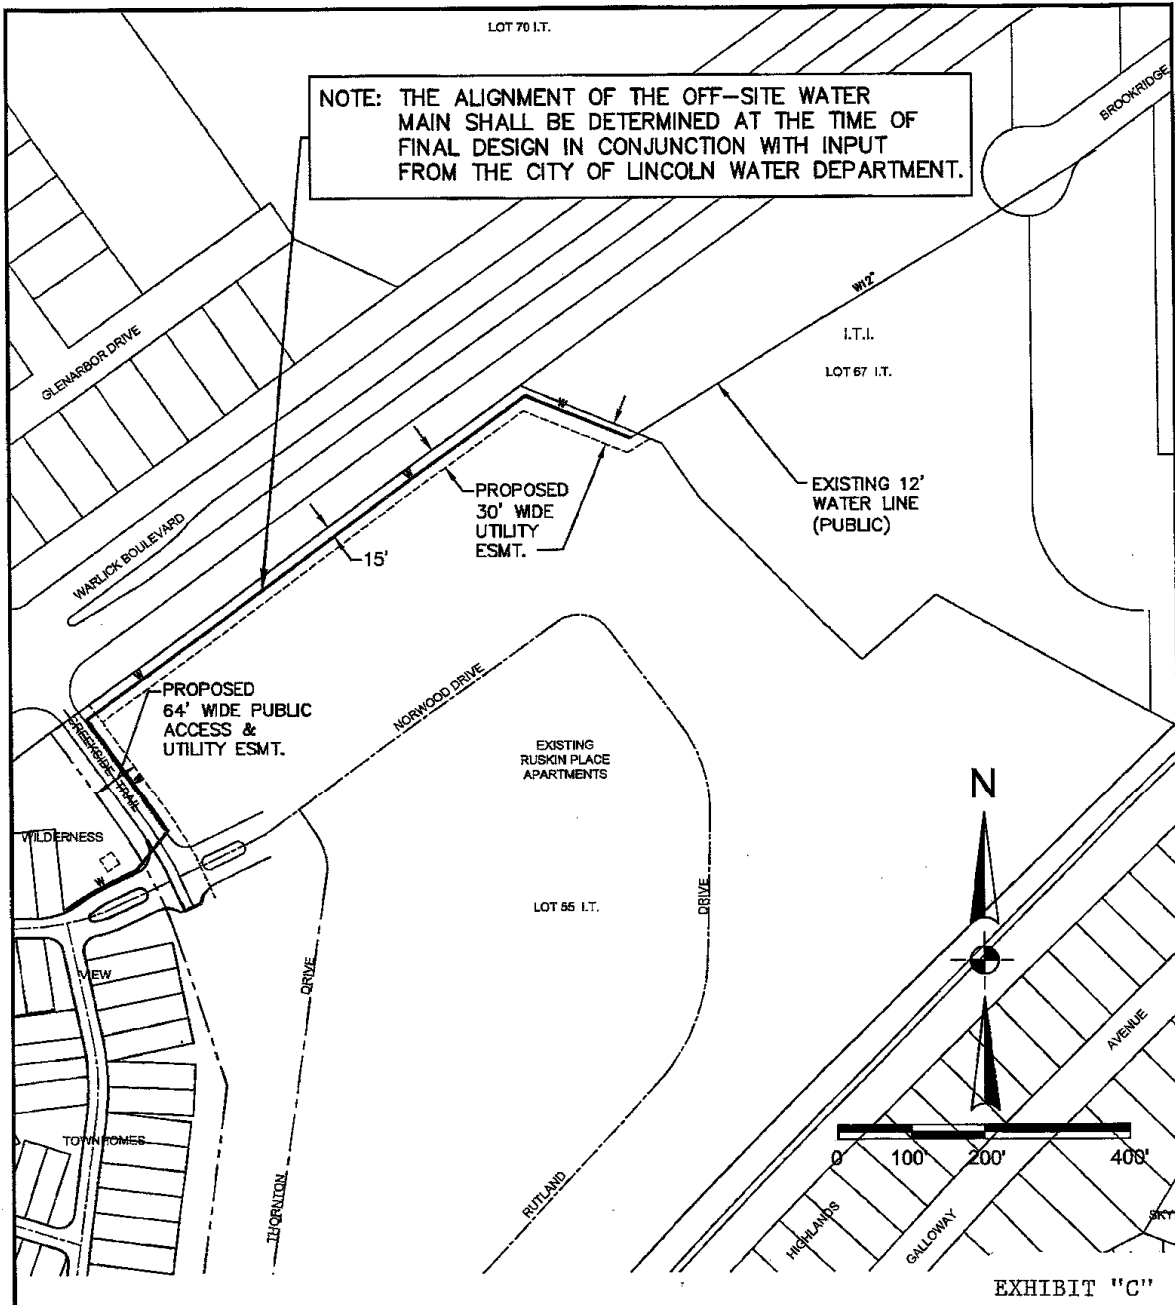 LOT 70 I.T.
NOTE: THE ALIGNMENT OF THE OFF-SITE WATER
MAIN SHALL BE DETERMINED AT THE TIME OF
FINAL DESIGN IN CONJUNCTION WITH INPUT
FROM THE CITY OF LINCOLN WATER DEPARTMENT.
BROOKRIDGE
W12"
I.T.I.
LOT 67 I.T.
GLENARBOR DRIVE
W
W
PROPOSED
30' WIDE
UTILITY
ESMT.
EXISTING 12'
WATER LINE
(PUBLIC)
WARLICK BOULEVARD
15'
W
PROPOSED
64' WIDE PUBLIC
ACCESS &
UTILITY ESMT.
CREEKSIDE TRAIL
W
NORWOOD DRIVE
EXISTING
RUSKIN PLACE
APARTMENTS
N
WILDERNESS
W
LOT 55 I.T.
DRIVE
VIEW
DRIVE
AVENUE
TOWNHOMES
0 100' 200' 400'
THORNTON
RUTLAND
HIGHLANDS
GALLOWAY
SKY
EXHIBIT "C"